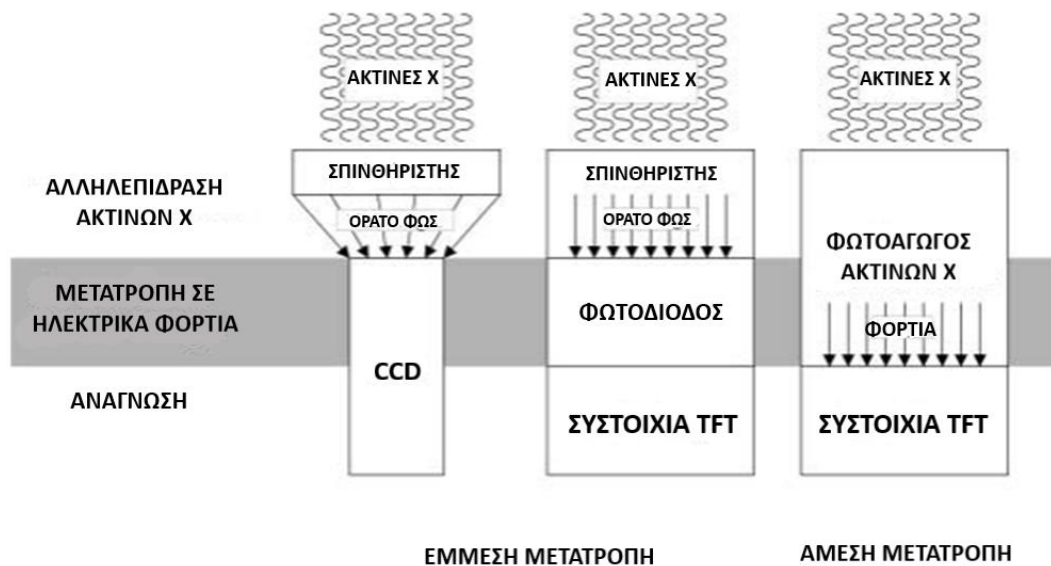 ΑΚΤΙΝΕΣ Χ
ΑΚΤΙΝΕΣ Χ
ΑΚΤΙΝΕΣ Χ
ΑΛΛΗΛΕΠΙΔΡΑΣΗ
ΑΚΤΙΝΩΝ Χ
ΣΠΙΝΘΗΡΙΣΤΗΣ
ΟΡΑΤΟ ΦΩΣ
ΣΠΙΝΘΗΡΙΣΤΗΣ
ΟΡΑΤΟ ΦΩΣ
ΦΩΤΟΑΓΩΓΟΣ
ΑΚΤΙΝΩΝ Χ
ΜΕΤΑΤΡΟΠΗ ΣΕ
ΗΛΕΚΤΡΙΚΑ ΦΟΡΤΙΑ
ΦΩΤΟΔΙΟΔΟΣ
ΦΟΡΤΙΑ
ΑΝΑΓΝΩΣΗ
CCD
ΣΥΣΤΟΙΧΙΑ TFT
ΣΥΣΤΟΙΧΙΑ TFT
ΕΜΜΕΣΗ ΜΕΤΑΤΡΟΠΗ
ΑΜΕΣΗ ΜΕΤΑΤΡΟΠΗ